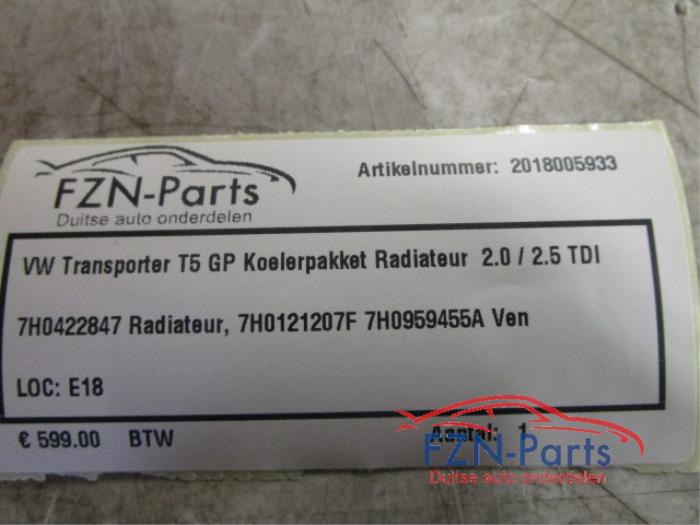 FZN-Parts
Duitse auto onderdelen
Artikelnummer: 2018005933
VW Transporter T5 GP Koelerpakket Radiateur 2.0 / 2.5 TDI
7H0422847 Radiateur, 7H0121207F 7H0959455A Ven
LOC: E18
€ 599.00 BTW Aantal: 1
FZN-Parts
Duitse auto onderdelen